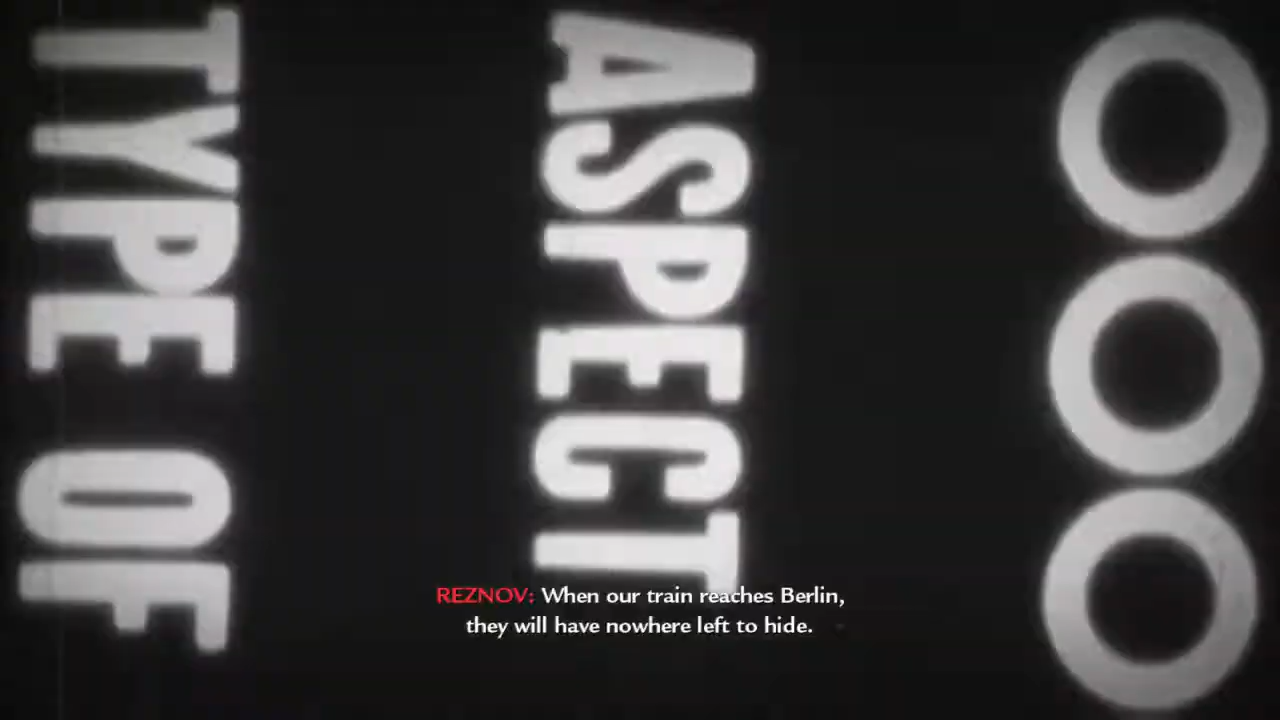 TYPE OF
ASPECT
OOO
REZNOV: When our train reaches Berlin,
they will have nowhere left to hide.